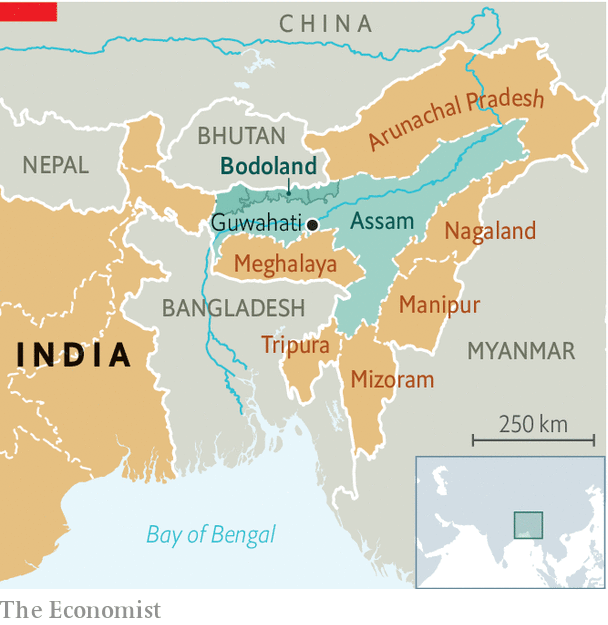 CHINA
Arunachal Pradesh
BHUTAN
NEPAL
Bodoland
Guwahati
Assam
Nagaland
Meghalaya
BANGLADESH
Manipur
Tripura
INDIA
MYANMAR
Mizoram
250 km
Bay of Bengal
The Economist